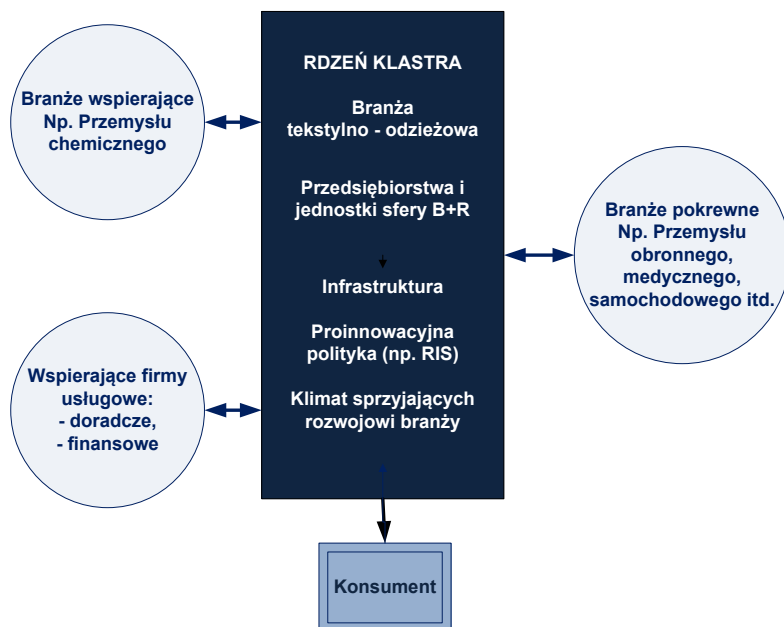 Branże wspierające
Np. Przemysłu
chemicznego
RDZEŃ KLASTRA
Branża
tekstylno - odzieżowa
Przedsiębiorstwa i
jednostki sfery B+R
Infrastruktura
Proinnowacyjna
polityka (np. RIS)
Klimat sprzyjających
rozwojowi branży
Branże pokrewne
Np. Przemysłu
obronnego,
medycznego,
samochodowego itd.
Wspierające firmy
usługowe:
- doradcze,
- finansowe
Konsument